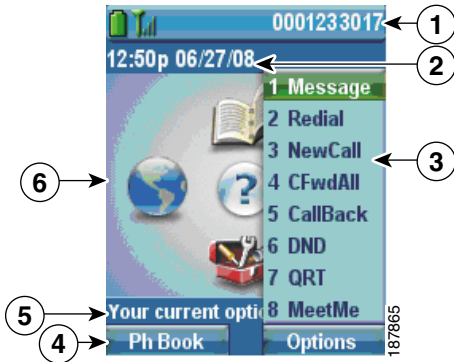 0001233017
1
12:50p 06/27/08
2
1 Message
2 Redial
3 NewCall
3
4 CFwdAll
6
?
5 CallBack
6 DND
7 QRT
5
Your current optio
8 MeetMe
4
Ph Book
Options
187865